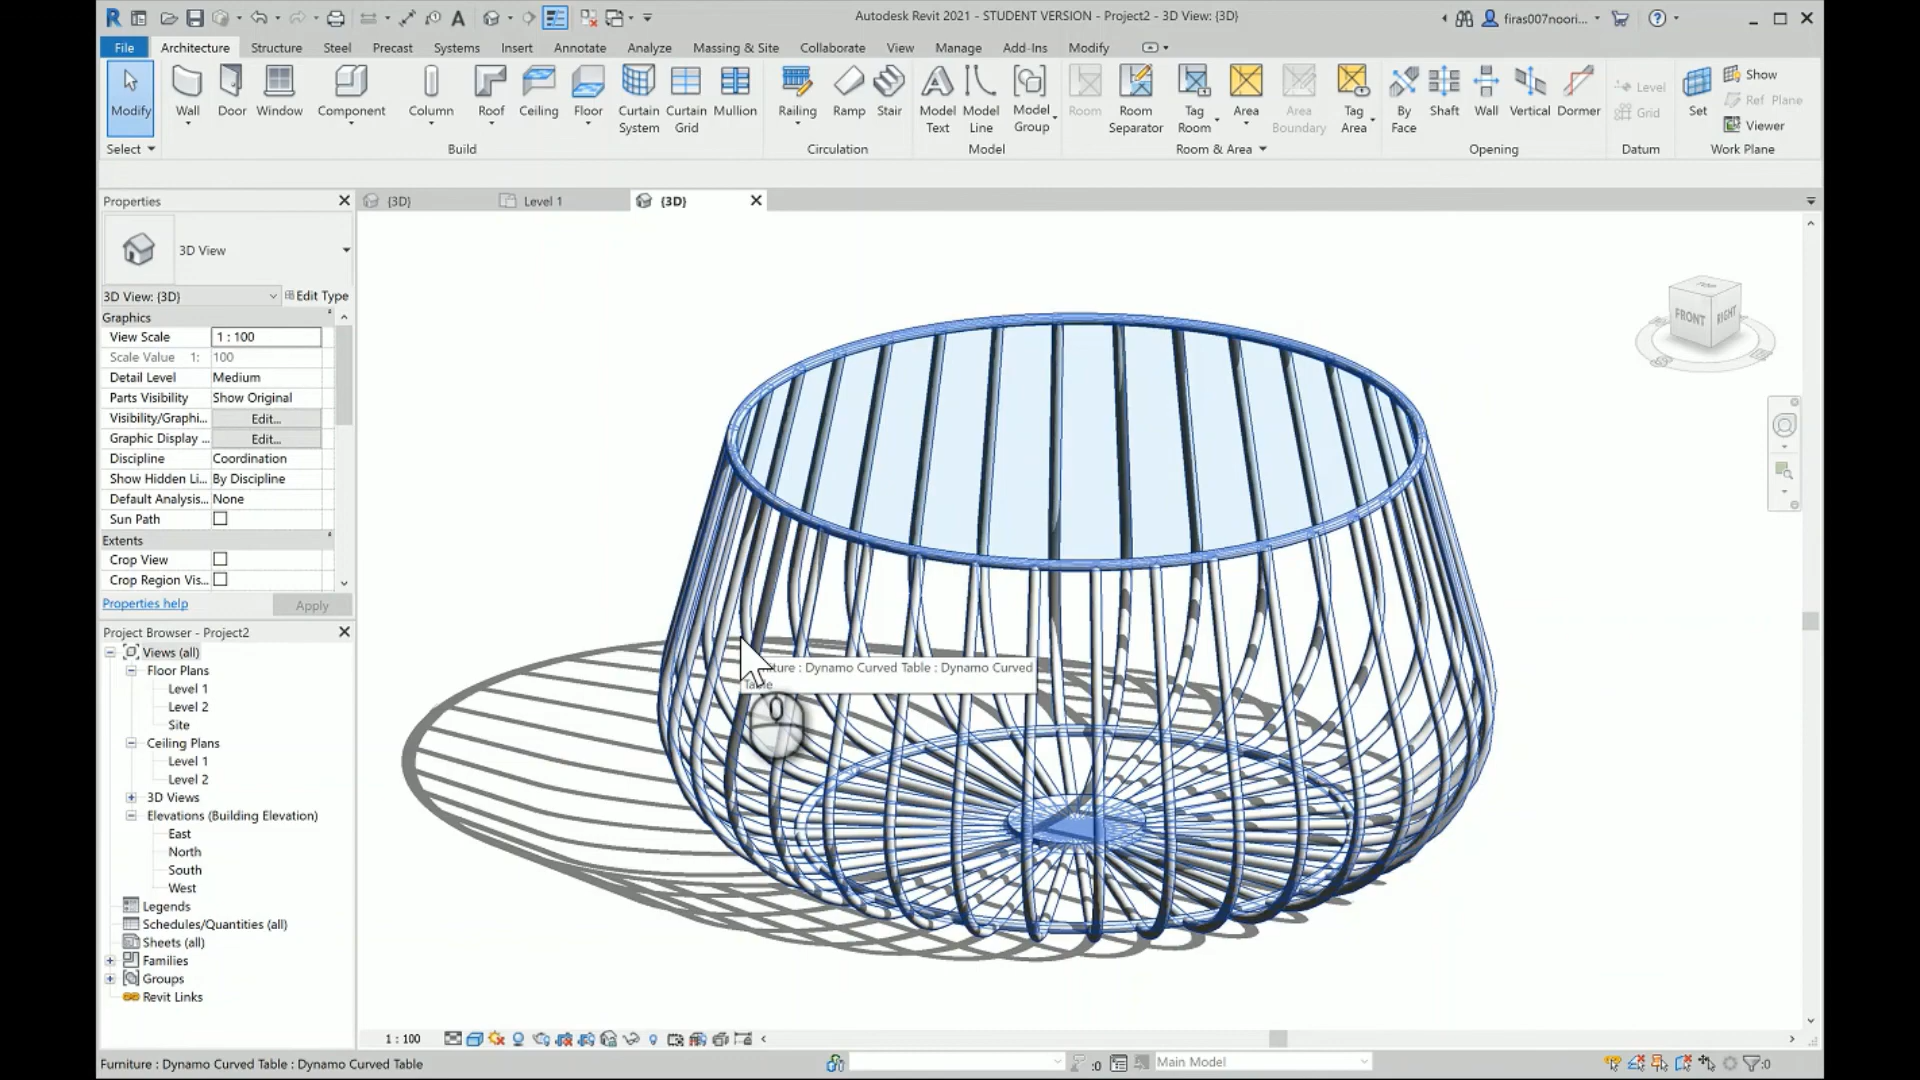 Autodesk Revit 2021 - STUDENT VERSION - Project2 - 3D View: {3D}
firas007noori...
File Architecture Structure Steel Precast Systems Insert Annotate Analyze Massing & Site Collaborate View Manage Add-Ins Modify
Modify Wall Door Window Component Column Roof Ceiling Floor Curtain System Curtain Grid Mullion Railing Ramp Stair Model Text Model Line Model Group Room Room Separator Tag Room Area Area Boundary Tag Area By Face Shaft Wall Vertical Dormer Level Grid Set Show Ref Plane Viewer
Select Build Circulation Model Room & Area Opening Datum Work Plane
Properties
{3D} Level 1 {3D}
3D View
3D View: {3D} Edit Type
Graphics
View Scale 1 : 100
Scale Value 1: 100
Detail Level Medium
Parts Visibility Show Original
Visibility/Graphi... Edit...
Graphic Display ... Edit...
Discipline Coordination
Show Hidden Li... By Discipline
Default Analysis... None
Sun Path
Extents
Crop View
Crop Region Vis...
Properties help Apply
Project Browser - Project2
Views (all)
Floor Plans
Level 1
Level 2
Site
Ceiling Plans
Level 1
Level 2
3D Views
Elevations (Building Elevation)
East
North
South
West
Legends
Schedules/Quantities (all)
Sheets (all)
Families
Groups
Revit Links
TOP
FRONT RIGHT
ture : Dynamo Curved Table : Dynamo Curved
Table
1 : 100
Furniture : Dynamo Curved Table : Dynamo Curved Table
:0
Main Model
:0